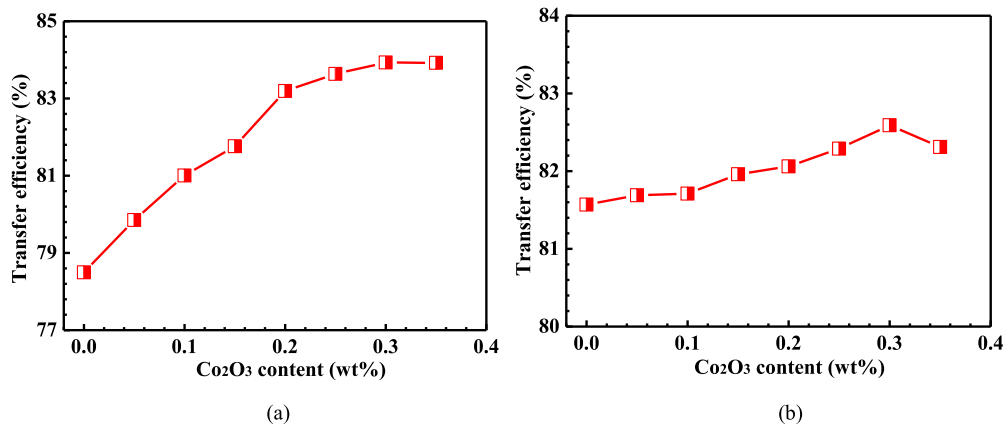 85
83
81
79
77
Transfer efficiency (%)
0.0 0.1 0.2 0.3 0.4
Co2O3 content (wt%)
(a)
84
83
82
81
80
Transfer efficiency (%)
0.0 0.1 0.2 0.3 0.4
Co2O3 content (wt%)
(b)